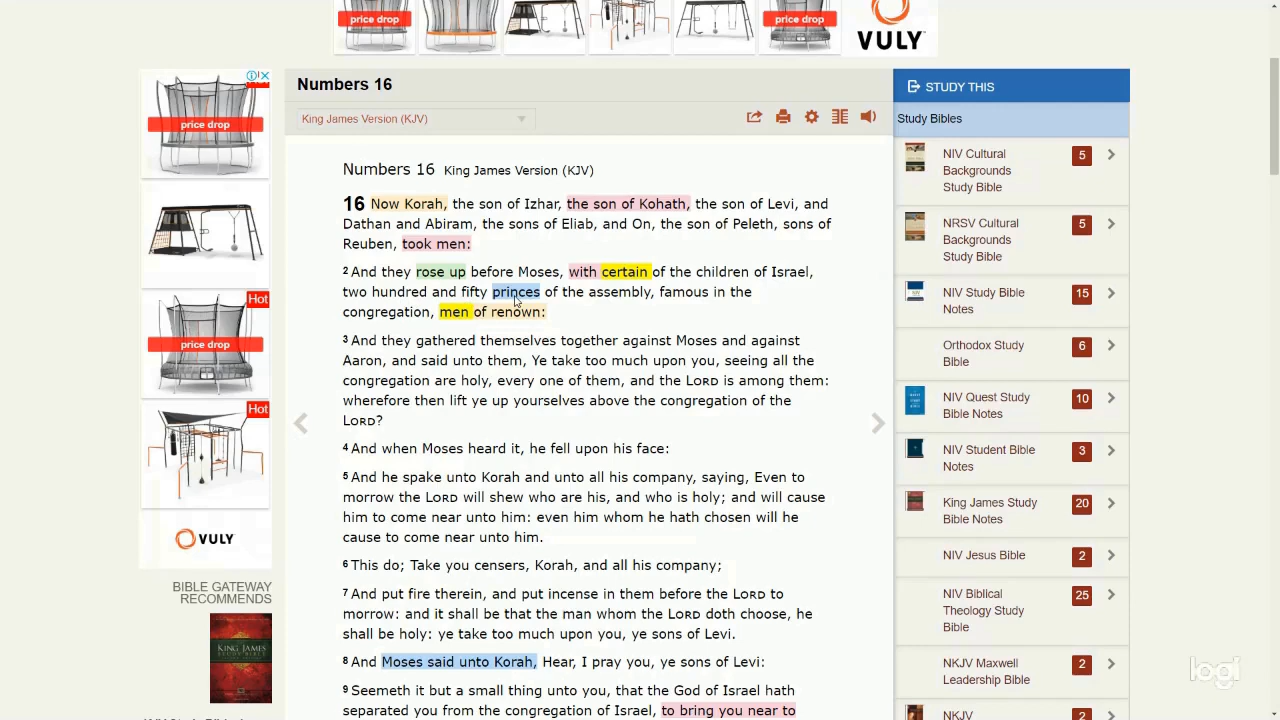 price drop
price drop
VULY
price drop
Hot
price drop
Hot
VULY
BIBLE GATEWAY
RECOMMENDS
KING JAMES
STUDY BIBLE
Numbers 16
King James Version (KJV)
Numbers 16 King James Version (KJV)
16 Now Korah, the son of Izhar, the son of Kohath, the son of Levi, and
Dathan and Abiram, the sons of Eliab, and On, the son of Peleth, sons of
Reuben, took men:
2 And they rose up before Moses, with certain of the children of Israel,
two hundred and fifty princes of the assembly, famous in the
congregation, men of renown:
3 And they gathered themselves together against Moses and against
Aaron, and said unto them, Ye take too much upon you, seeing all the
congregation are holy, every one of them, and the LORD is among them:
wherefore then lift ye up yourselves above the congregation of the
LORD?
4 And when Moses heard it, he fell upon his face:
5 And he spake unto Korah and unto all his company, saying, Even to
morrow the LORD will shew who are his, and who is holy; and will cause
him to come near unto him: even him whom he hath chosen will he
cause to come near unto him.
6 This do; Take you censers, Korah, and all his company;
7 And put fire therein, and put incense in them before the LORD to
morrow: and it shall be that the man whom the LORD doth choose, he
shall be holy: ye take too much upon you, ye sons of Levi.
8 And Moses said unto Korah, Hear, I pray you, ye sons of Levi:
9 Seemeth it but a small thing unto you, that the God of Israel hath
separated you from the congregation of Israel, to bring you near to
STUDY THIS
Study Bibles
NIV Cultural 5
Backgrounds
Study Bible
NRSV Cultural 5
Backgrounds
Study Bible
NIV Study Bible 15
Notes
Orthodox Study 6
Bible
NIV Quest Study 10
Bible Notes
NIV Student Bible 3
Notes
King James Study 20
Bible Notes
NIV Jesus Bible 2
NIV Biblical 25
Theology Study
Bible
NKJV Maxwell 2
Leadership Bible
NKJV 2
logi